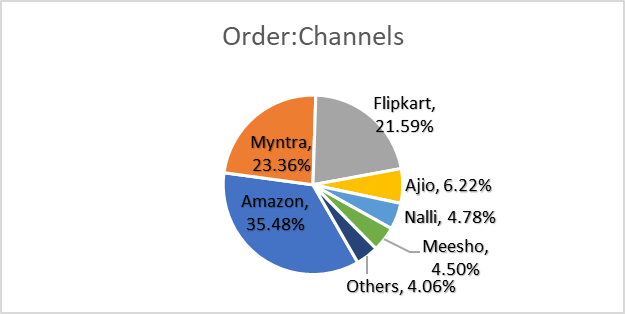 Order:Channels
Flipkart,
21.59%
Myntra,
23.36%
Ajio, 6.22%
Amazon,
35.48%
Nalli, 4.78%
Meesho,
4.50%
Others, 4.06%